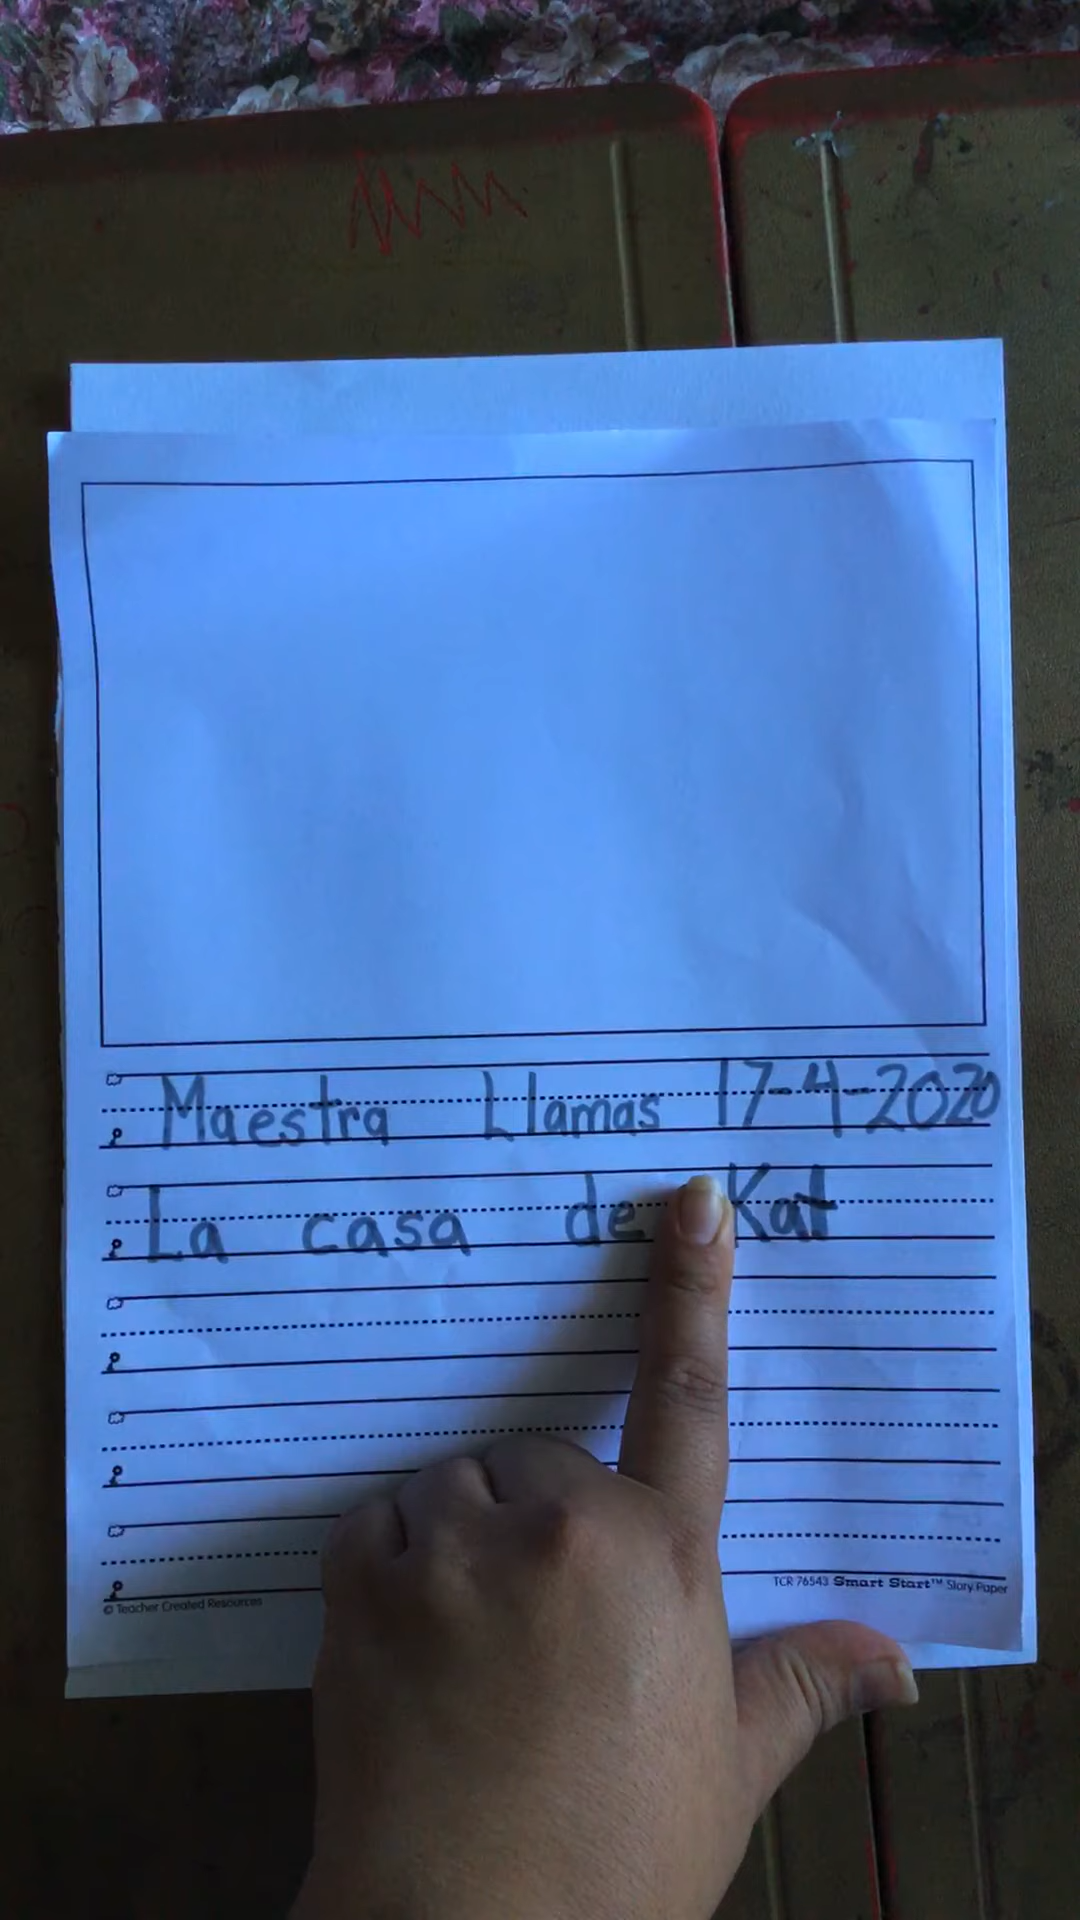 Maestra Llamas 17-4-2020
La casa de Kat
TCR 76543 Smart Start™ Story Paper
© Teacher Created Resources